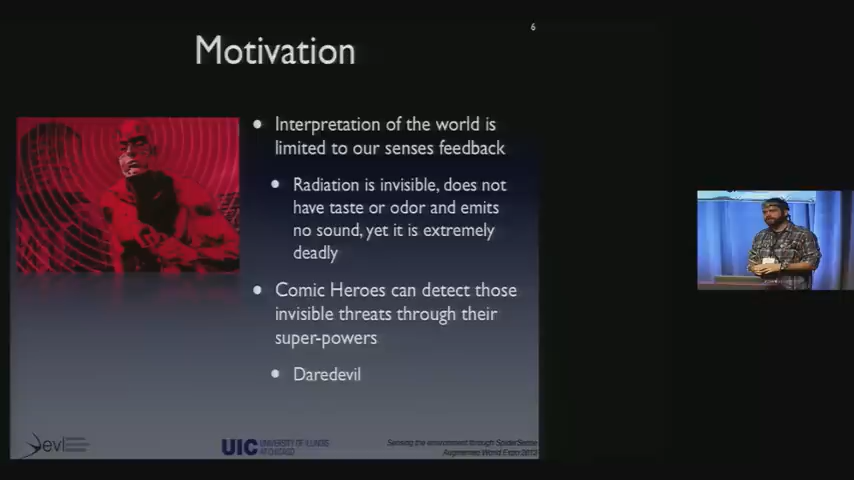 6
Motivation
• Interpretation of the world is
limited to our senses feedback
• Radiation is invisible, does not
have taste or odor and emits
no sound, yet it is extremely
deadly
• Comic Heroes can detect those
invisible threats through their
super-powers
• Daredevil
evl
UIC UNIVERSITY OF ILLINOIS
AT CHICAGO
Sensing the environment through SpiderSense
Augmented World Expo 2013